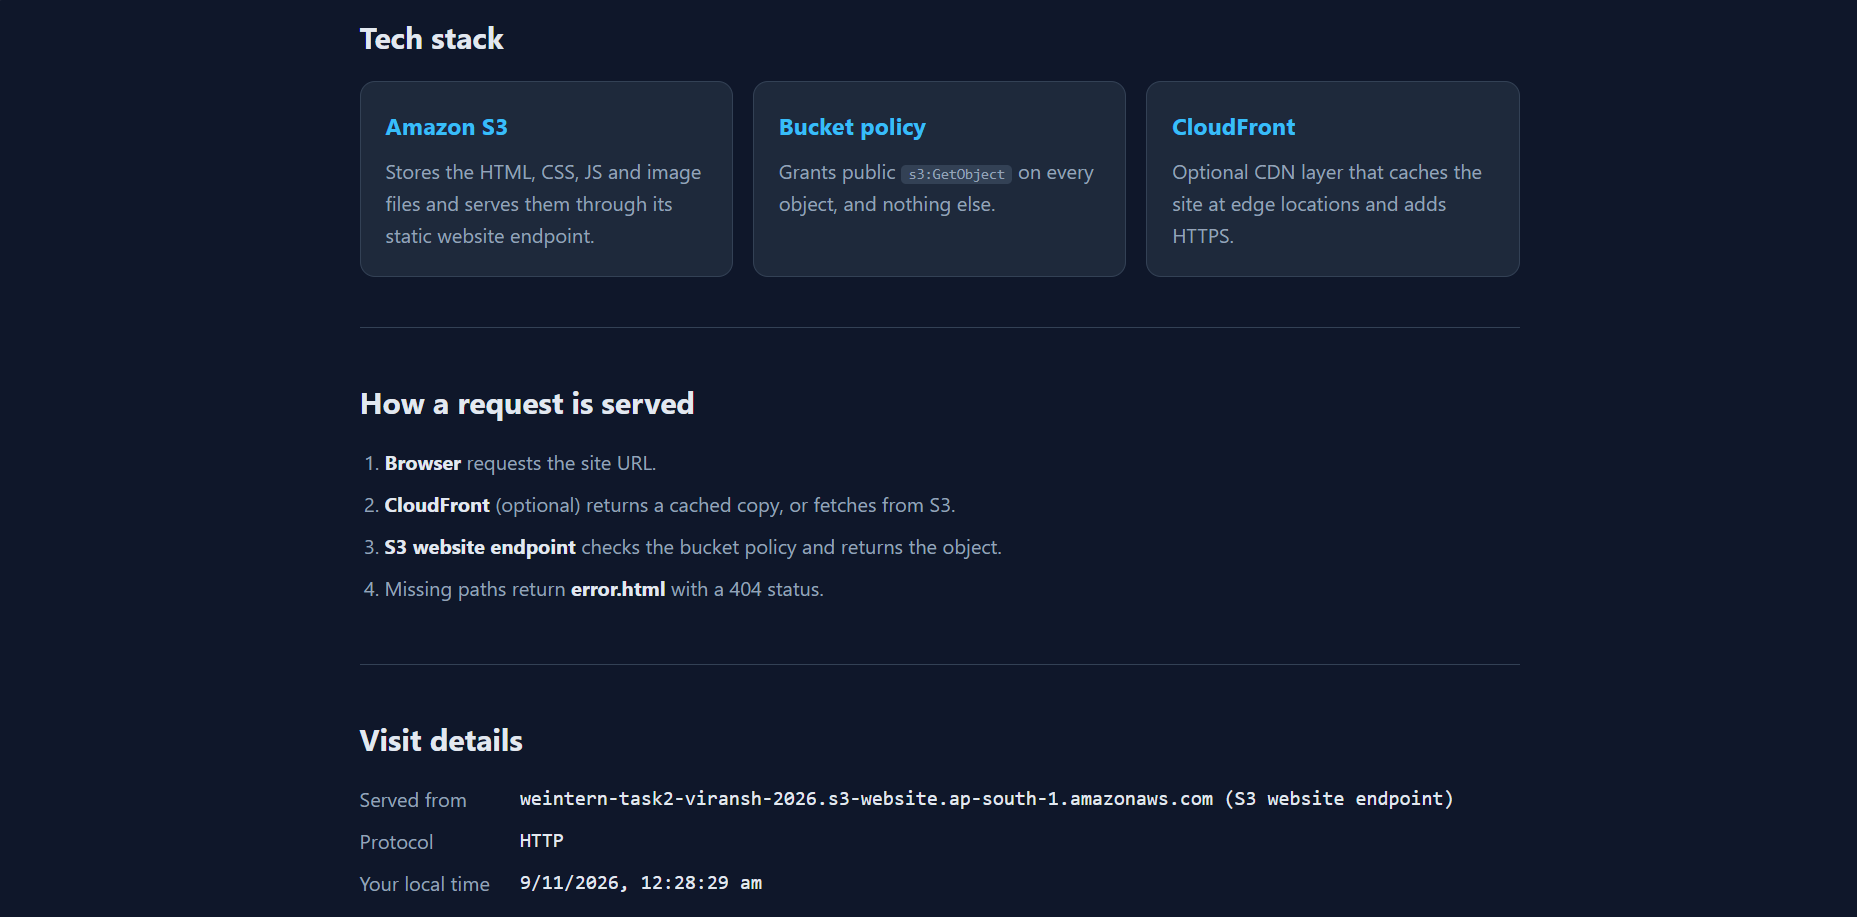 Tech stack
Amazon S3
Stores the HTML, CSS, JS and image
files and serves them through its
static website endpoint.
Bucket policy
Grants public s3:GetObject on every
object, and nothing else.
CloudFront
Optional CDN layer that caches the
site at edge locations and adds
HTTPS.
How a request is served
1. Browser requests the site URL.
2. CloudFront (optional) returns a cached copy, or fetches from S3.
3. S3 website endpoint checks the bucket policy and returns the object.
4. Missing paths return error.html with a 404 status.
Visit details
Served from weintern-task2-viransh-2026.s3-website.ap-south-1.amazonaws.com (S3 website endpoint)
Protocol HTTP
Your local time 9/11/2026, 12:28:29 am